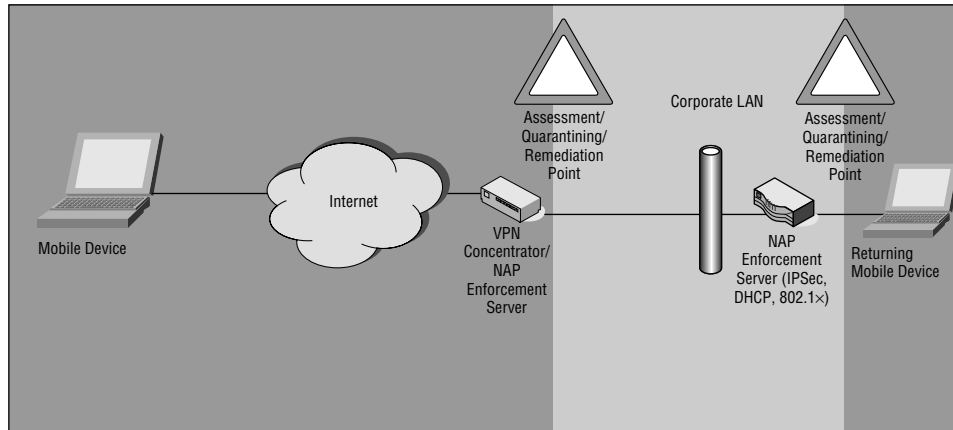 Assessment/
Quarantining/
Remediation
Point
Corporate LAN
Assessment/
Quarantining/
Remediation
Point
Internet
Mobile Device
VPN
Concentrator/
NAP
Enforcement
Server
NAP
Enforcement
Server (IPSec,
DHCP, 802.1×)
Returning
Mobile Device